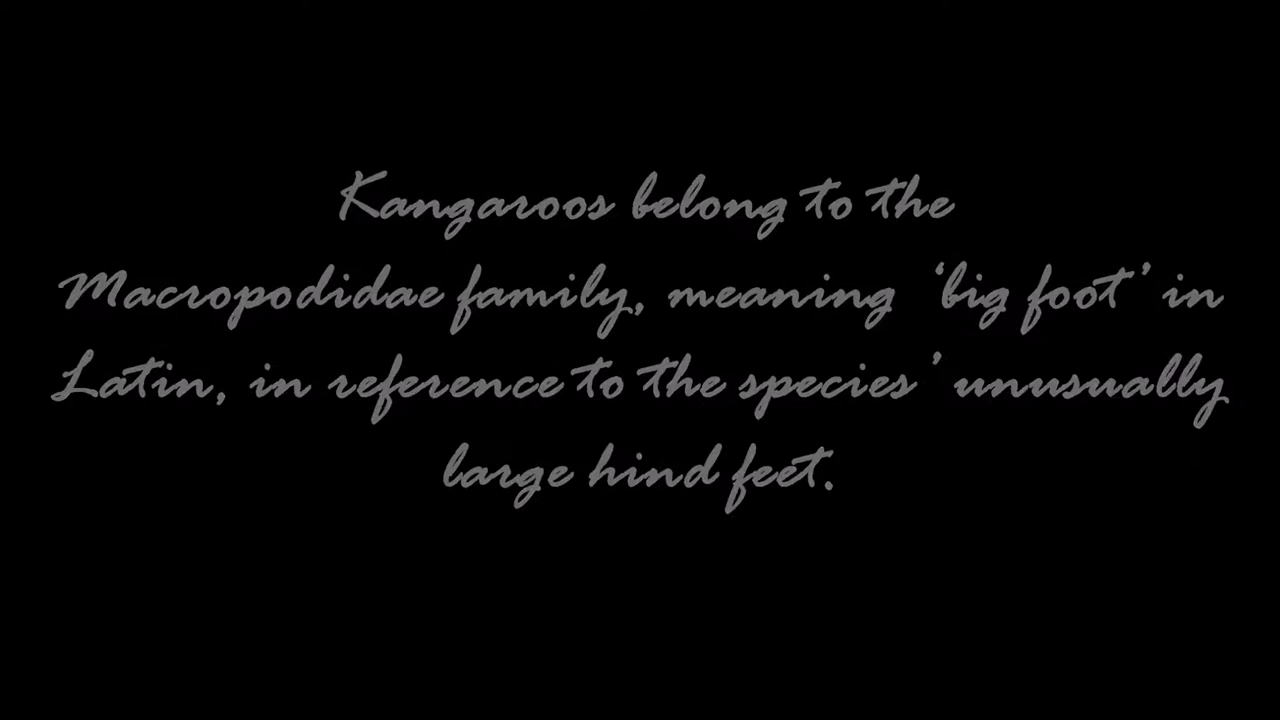 Kangaroos belong to the
Macropodidae family, meaning ‘big foot’ in
Latin, in reference to the species’ unusually
large hind feet.